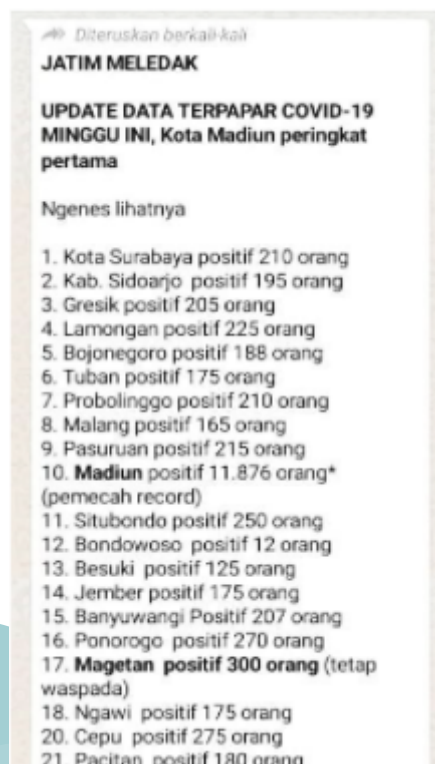 Diteruskan berkali-kali
JATIM MELEDAK
UPDATE DATA TERPAPAR COVID-19
MINGGU INI, Kota Madiun peringkat
pertama
Ngenes lihatnya
1. Kota Surabaya positif 210 orang
2. Kab. Sidoarjo positif 195 orang
3. Gresik positif 205 orang
4. Lamongan positif 225 orang
5. Bojonegoro positif 188 orang
6. Tuban positif 175 orang
7. Probolinggo positif 210 orang
8. Malang positif 165 orang
9. Pasuruan positif 215 orang
10. Madiun positif 11.876 orang*
(pemecah record)
11. Situbondo positif 250 orang
12. Bondowoso positif 12 orang
13. Besuki positif 125 orang
14. Jember positif 175 orang
15. Banyuwangi Positif 207 orang
16. Ponorogo positif 270 orang
17. Magetan positif 300 orang (tetap
waspada)
18. Ngawi positif 175 orang
20. Cepu positif 275 orang
21. Pacitan positif 180 orang